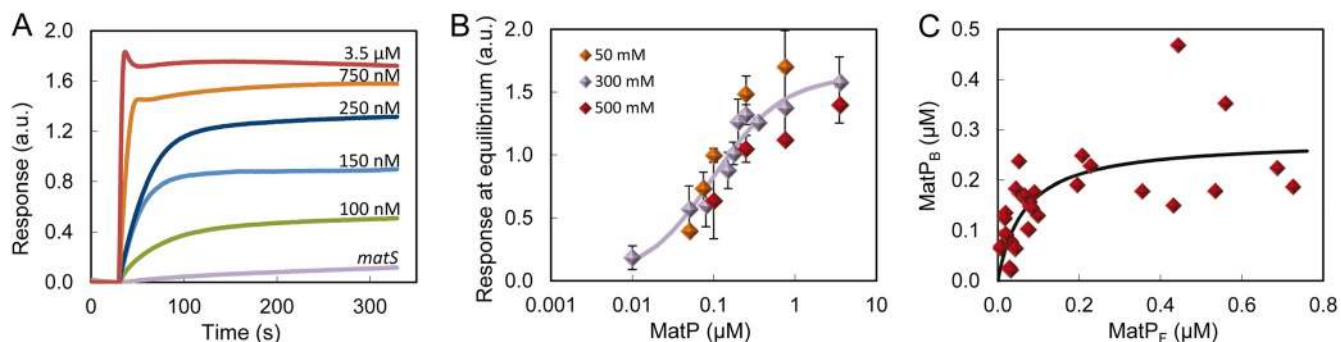 A
Response (a.u.)
2.0
1.6
1.2
0.8
0.4
0.0
3.5 µM
750 nM
250 nM
150 nM
100 nM
matS
0 100 200 300
Time (s)
B
Response at equilibrium (a.u.)
2.0
1.5
1.0
0.5
0.0
50 mM
300 mM
500 mM
0.001 0.01 0.1 1 10
MatP (µM)
C
MatP_B (µM)
0.5
0.4
0.3
0.2
0.1
0.0
0.0 0.2 0.4 0.6 0.8
MatP_F (µM)